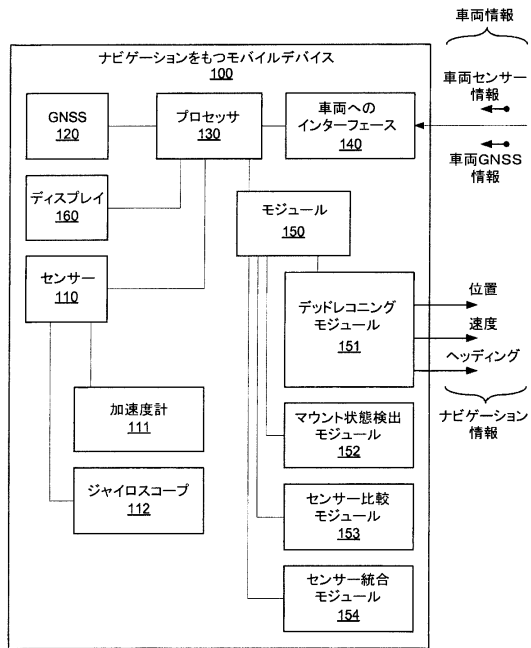 車両情報
ナビゲーションをもつモバイルデバイス
100
GNSS
120
プロセッサ
130
車両への
インターフェース
140
車両センサー
情報
車両GNSS
情報
ディスプレイ
160
モジュール
150
センサー
110
デッドレコニング
モジュール
151
位置
速度
ヘッディング
ナビゲーション
情報
加速度計
111
マウント状態検出
モジュール
152
ジャイロスコープ
112
センサー比較
モジュール
153
センサー統合
モジュール
154